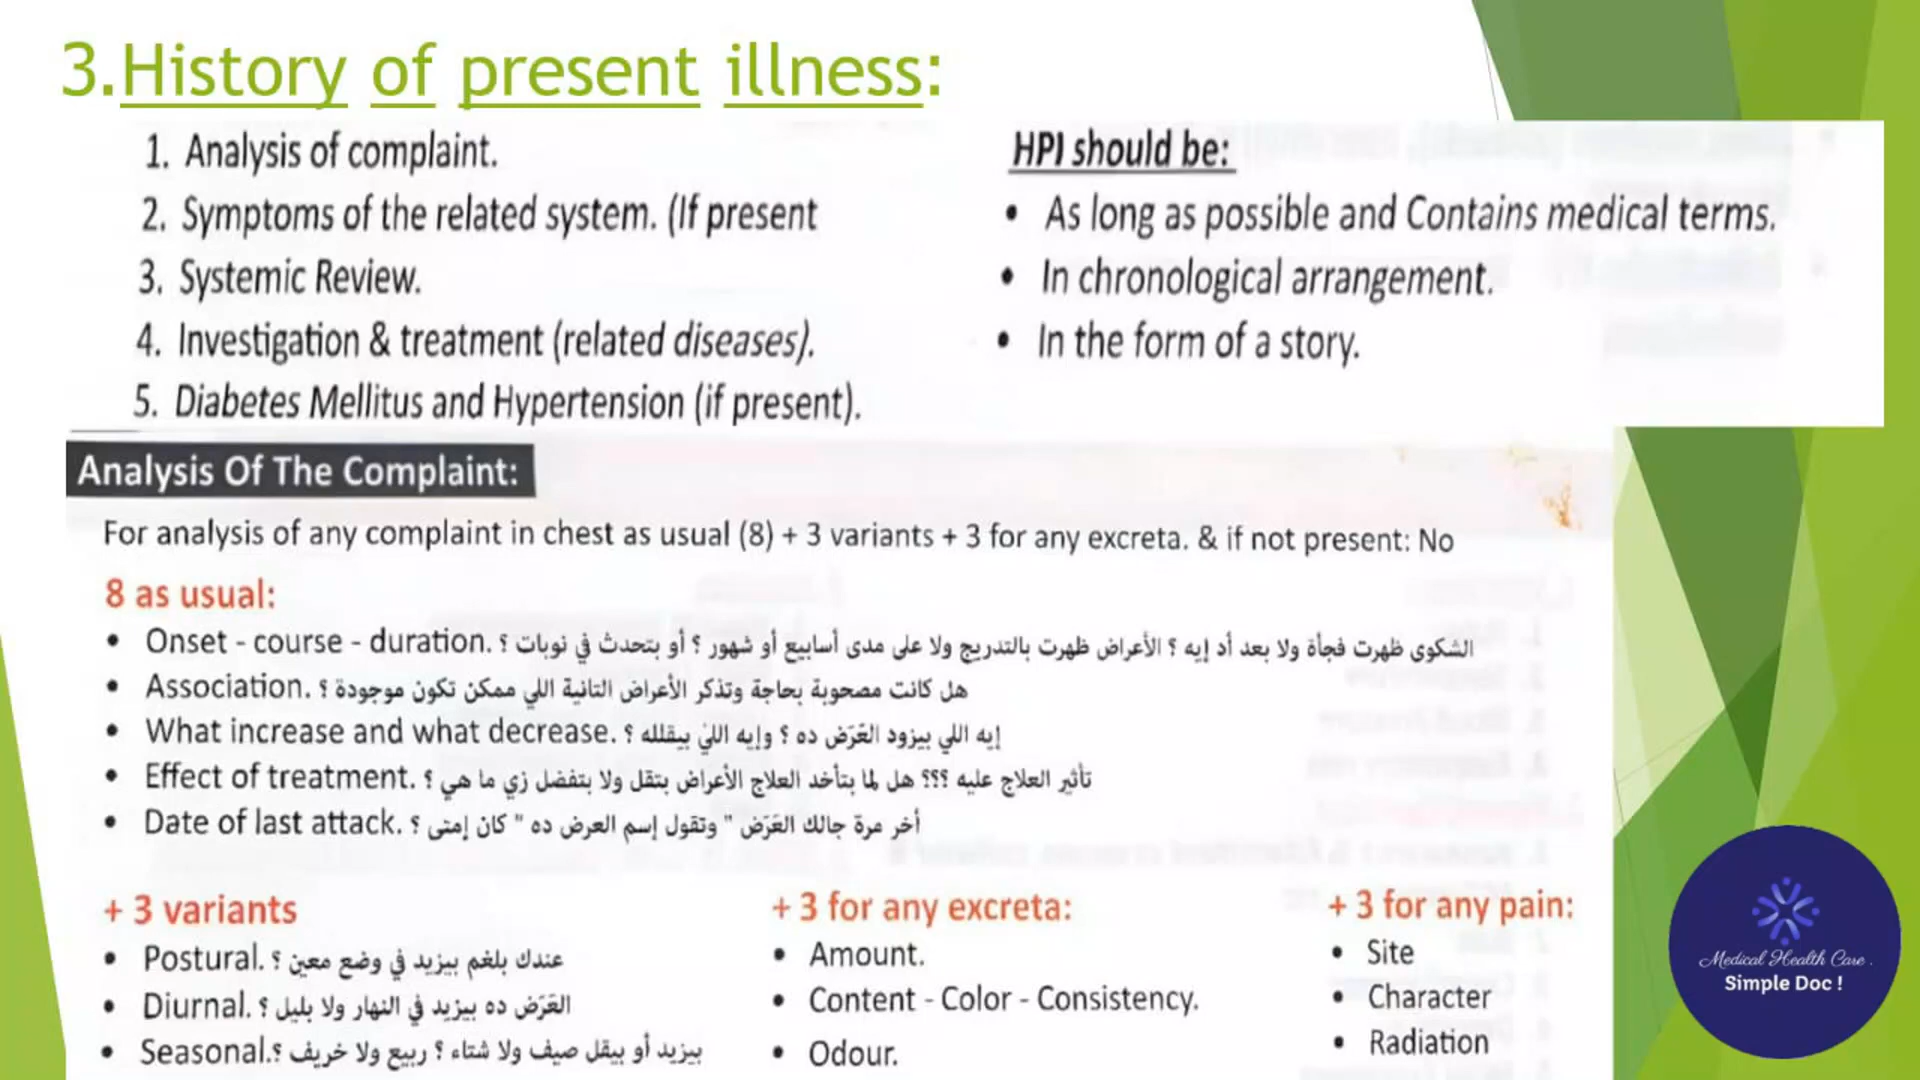 3.History of present illness:
1. Analysis of complaint.
2. Symptoms of the related system. (If present
3. Systemic Review.
4. Investigation & treatment (related diseases).
5. Diabetes Mellitus and Hypertension (if present).
HPI should be:
• As long as possible and Contains medical terms.
• In chronological arrangement.
• In the form of a story.
Analysis Of The Complaint:
For analysis of any complaint in chest as usual (8) + 3 variants + 3 for any excreta. & if not present: No
8 as usual:
• Onset - course - duration. الشكوى ظهرت فجأة ولا بعد أد إيه ؟ الأعراض ظهرت بالتدريج ولا على مدى أسابيع أو شهور ؟ أو بتحدث في نوبات ؟
• Association. هل كانت مصحوبة بحاجة وتذكر الأعراض التانية اللي ممكن تكون موجودة ؟
• What increase and what decrease. إيه اللي بيزود العَرَض ده ؟ وإيه اللي بيقلله ؟
• Effect of treatment. تأثير العلاج عليه ؟؟؟ هل لما بتأخد العلاج الأعراض بتقل ولا بتفضل زي ما هي ؟
• Date of last attack. أخر مرة جالك العَرَض " وتقول إسم العرض ده " كان إمتى ؟
+ 3 variants
• Postural. عندك بلغم بيزيد في وضع معين ؟
• Diurnal. العَرَض ده بيزيد في النهار ولا بليل ؟
• Seasonal. بيزيد أو بيقل صيف ولا شتاء ؟ ربيع ولا خريف ؟
+ 3 for any excreta:
• Amount.
• Content - Color - Consistency.
• Odour.
+ 3 for any pain:
• Site
• Character
• Radiation
Medical Health Care .
Simple Doc !